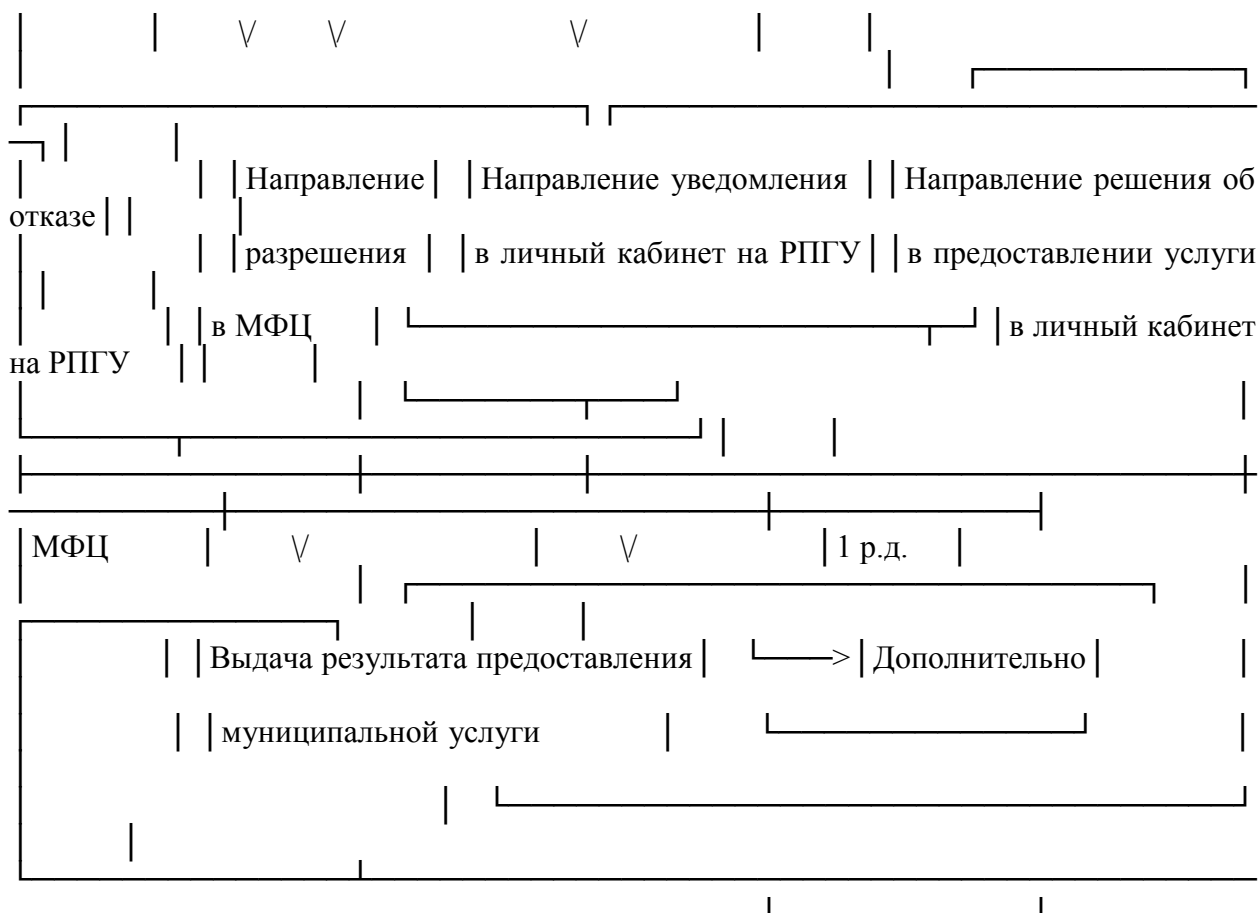 Направление Направление уведомления Направление решения об
отказе
разрешения в личный кабинет на РПГУ в предоставлении услуги
в МФЦ в личный кабинет
на РПГУ
МФЦ 1 р.д.
Выдача результата предоставления > Дополнительно
муниципальной услуги